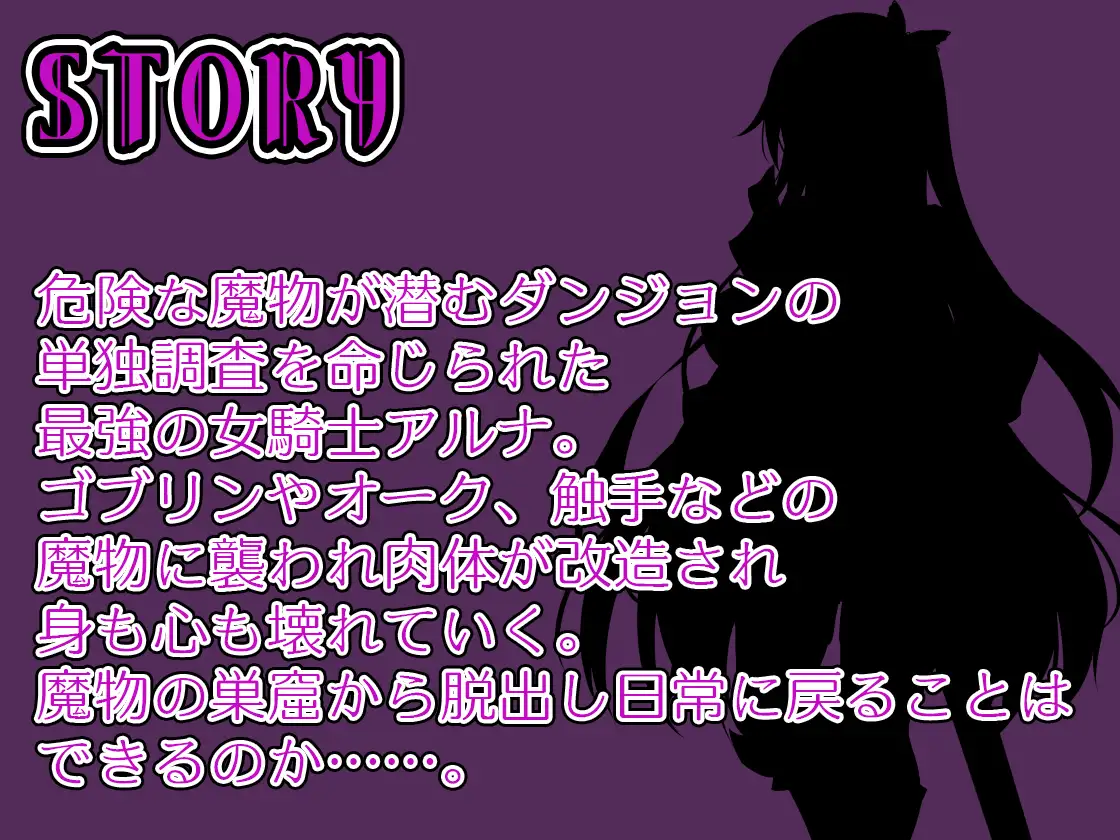 STORY
危険な魔物が潜むダンジョンの
単独調査を命じられた
最強の女騎士アルナ。
ゴブリンやオーク、触手などの
魔物に襲われ肉体が改造され
身も心も壊れていく。
魔物の巣窟から脱出し日常に戻ることは
できるのか……。